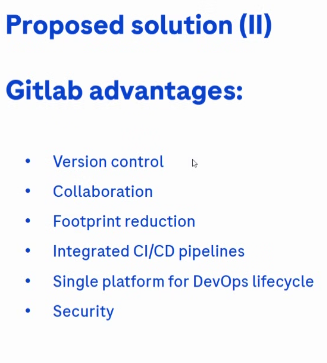 Proposed solution (II)
Gitlab advantages:
• Version control
• Collaboration
• Footprint reduction
• Integrated CI/CD pipelines
• Single platform for DevOps lifecycle
• Security